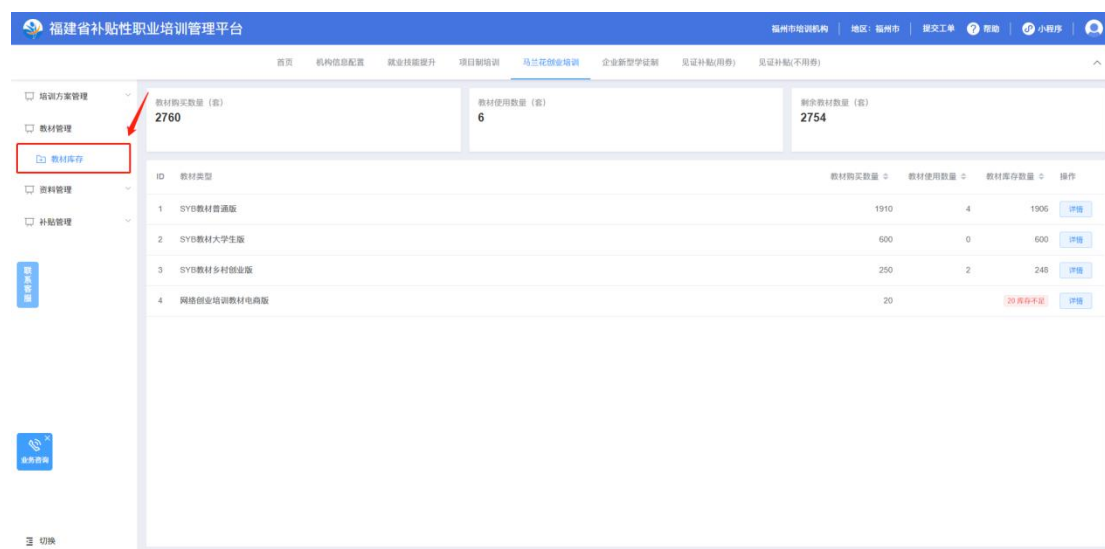 福建省补贴性职业培训管理平台
福州市培训机构 地区：福州市 提交工单 帮助 小程序
首页 机构信息配置 就业技能提升 项目制培训 马兰花创业培训 企业新型学徒制 见证补贴(用券) 见证补贴(不用券)
培训方案管理
教材管理
教材库存
资料管理
补贴管理
联系客服
业务咨询
切换
教材购买数量（套） 教材使用数量（套） 剩余教材数量（套）
2760 6 2754
ID 教材类型 教材购买数量 教材使用数量 教材库存数量 操作
1 SYB教材普通版 1910 4 1906 详情
2 SYB教材大学生版 600 0 600 详情
3 SYB教材乡村创业版 250 2 248 详情
4 网络创业培训教材电商版 20 20 库存不足 详情